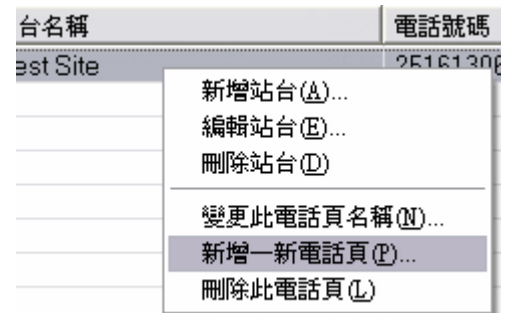 台名稱 電話號碼
est Site 25161306
新增站台(A)...
編輯站台(E)...
刪除站台(D)
變更此電話頁名稱(N)...
新增一新電話頁(P)...
刪除此電話頁(L)